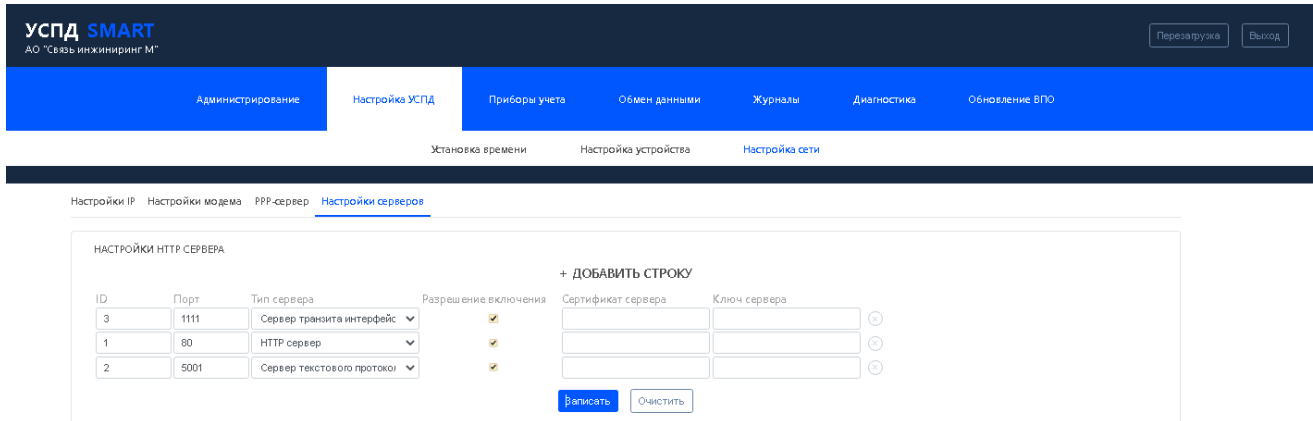 УСПД SMART
АО "Связь инжиниринг М"
Перезагрузка Выход
Администрирование Настройка УСПД Приборы учета Обмен данными Журналы Диагностика Обновление ВПО
Установка времени Настройка устройства Настройка сети
Настройки IP Настройки модема PPP-сервер Настройки серверов
НАСТРОЙКИ HTTP СЕРВЕРА
+ ДОБАВИТЬ СТРОКУ
ID Порт Тип сервера Разрешение включения Сертификат сервера Ключ сервера
3 1111 Сервер транзита интерфейс
1 80 HTTP сервер
2 5001 Сервер текстового протокол
Записать Очистить